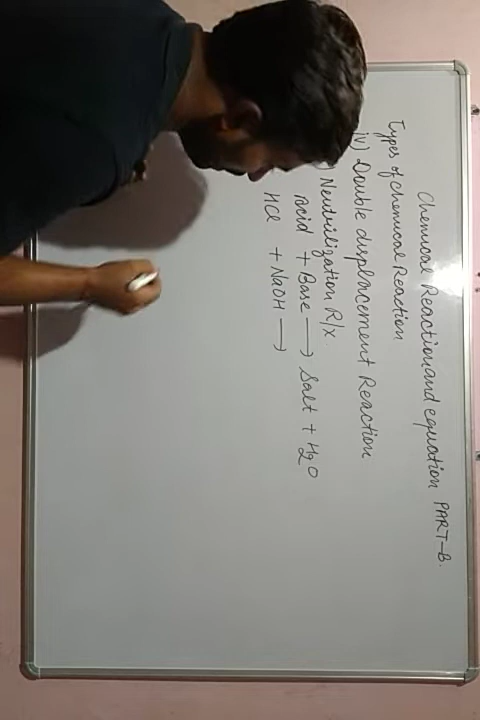 Chemical Reaction and equation PART-B.
Types of chemical Reaction
iv) Double displacement Reaction
Neutrilization R/x.
Acid + Base → Salt + H₂O
HCl + NaOH →